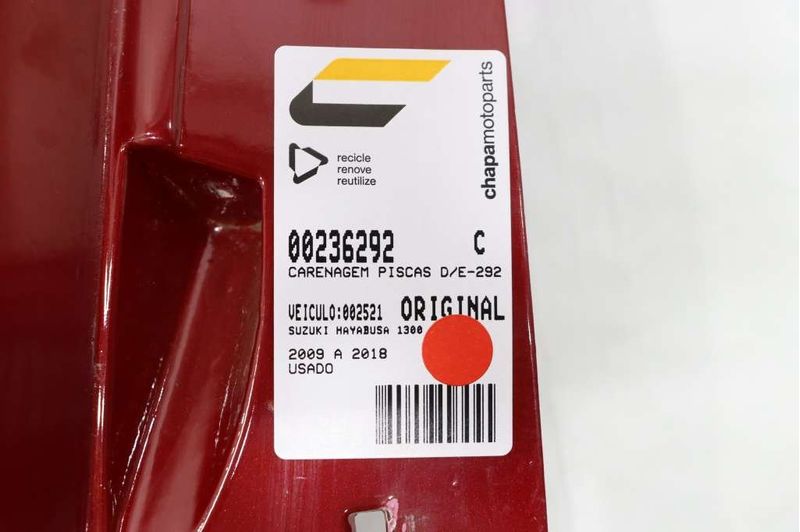 chapamotoparts
recicle
renove
reutilize
00236292 C
CARENAGEM PISCAS D/E-292
VEICULO:002521 ORIGINAL
SUZUKI HAYABUSA 1300
2009 A 2018
USADO